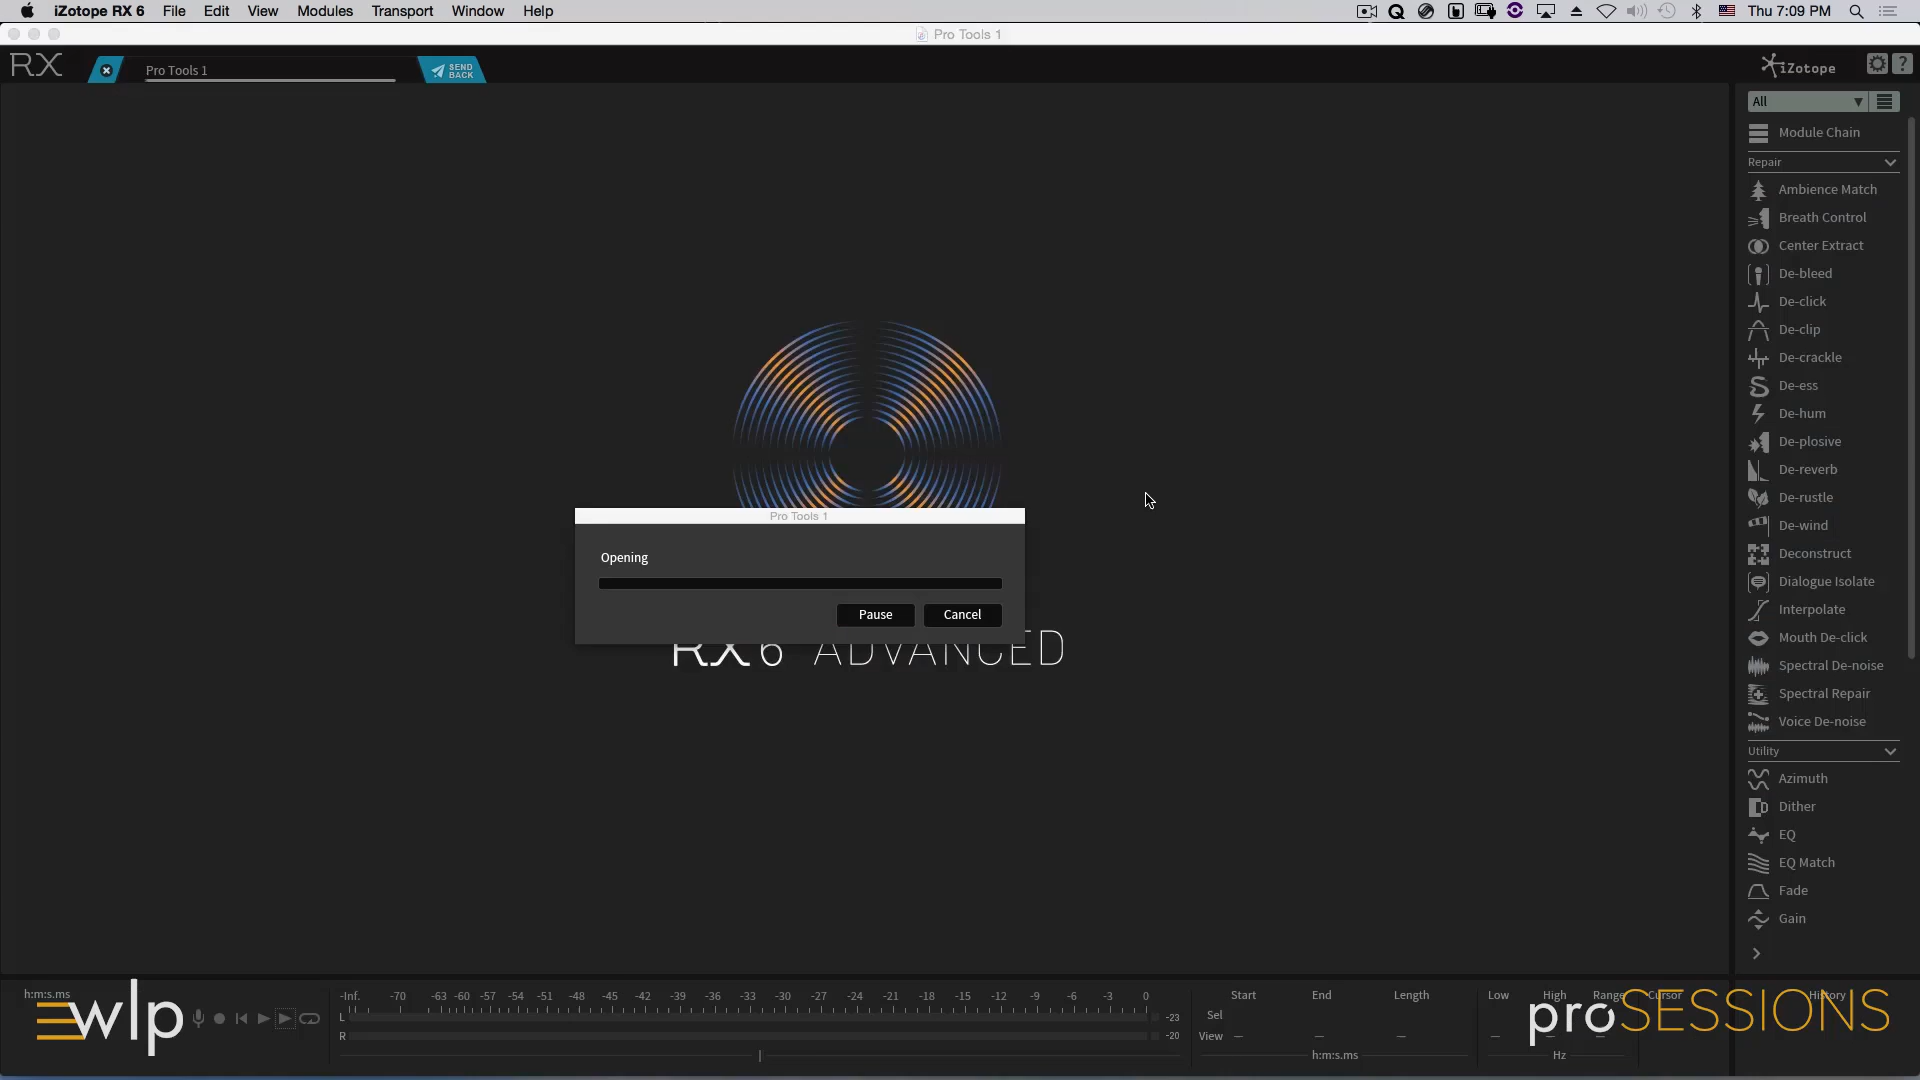 iZotope RX 6 File Edit View Modules Transport Window Help Thu 7:09 PM
Pro Tools 1
RX Pro Tools 1 SEND BACK iZotope ?
All
Module Chain
Repair
Ambience Match
Breath Control
Center Extract
De-bleed
De-click
De-clip
De-crackle
De-ess
De-hum
De-plosive
De-reverb
De-rustle
De-wind
Deconstruct
Dialogue Isolate
Interpolate
Mouth De-click
Spectral De-noise
Spectral Repair
Voice De-noise
Utility
Azimuth
Dither
EQ
EQ Match
Fade
Gain
Pro Tools 1
Opening
Pause Cancel
RX 6 ADVANCED
h:m:s.ms
wlp
-Inf. -70 -63 -60 -57 -54 -51 -48 -45 -42 -39 -36 -33 -30 -27 -24 -21 -18 -15 -12 -9 -6 -3 0
L -23
R -20
Start End Length Low High Range Cursor History
Sel
View
h:m:s.ms Hz
proSESSIONS